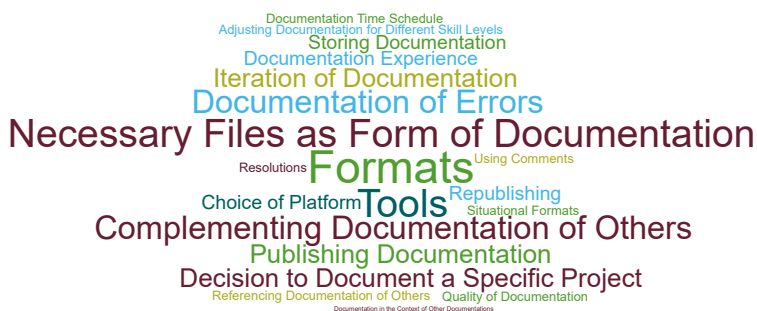 Documentation Time Schedule
Adjusting Documentation for Different Skill Levels
Storing Documentation
Documentation Experience
Iteration of Documentation
Documentation of Errors
Necessary Files as Form of Documentation
Resolutions
Formats
Using Comments
Choice of Platform
Tools
Republishing
Situational Formats
Complementing Documentation of Others
Publishing Documentation
Decision to Document a Specific Project
Referencing Documentation of Others
Quality of Documentation
Documentation in the Context of Other Documentations